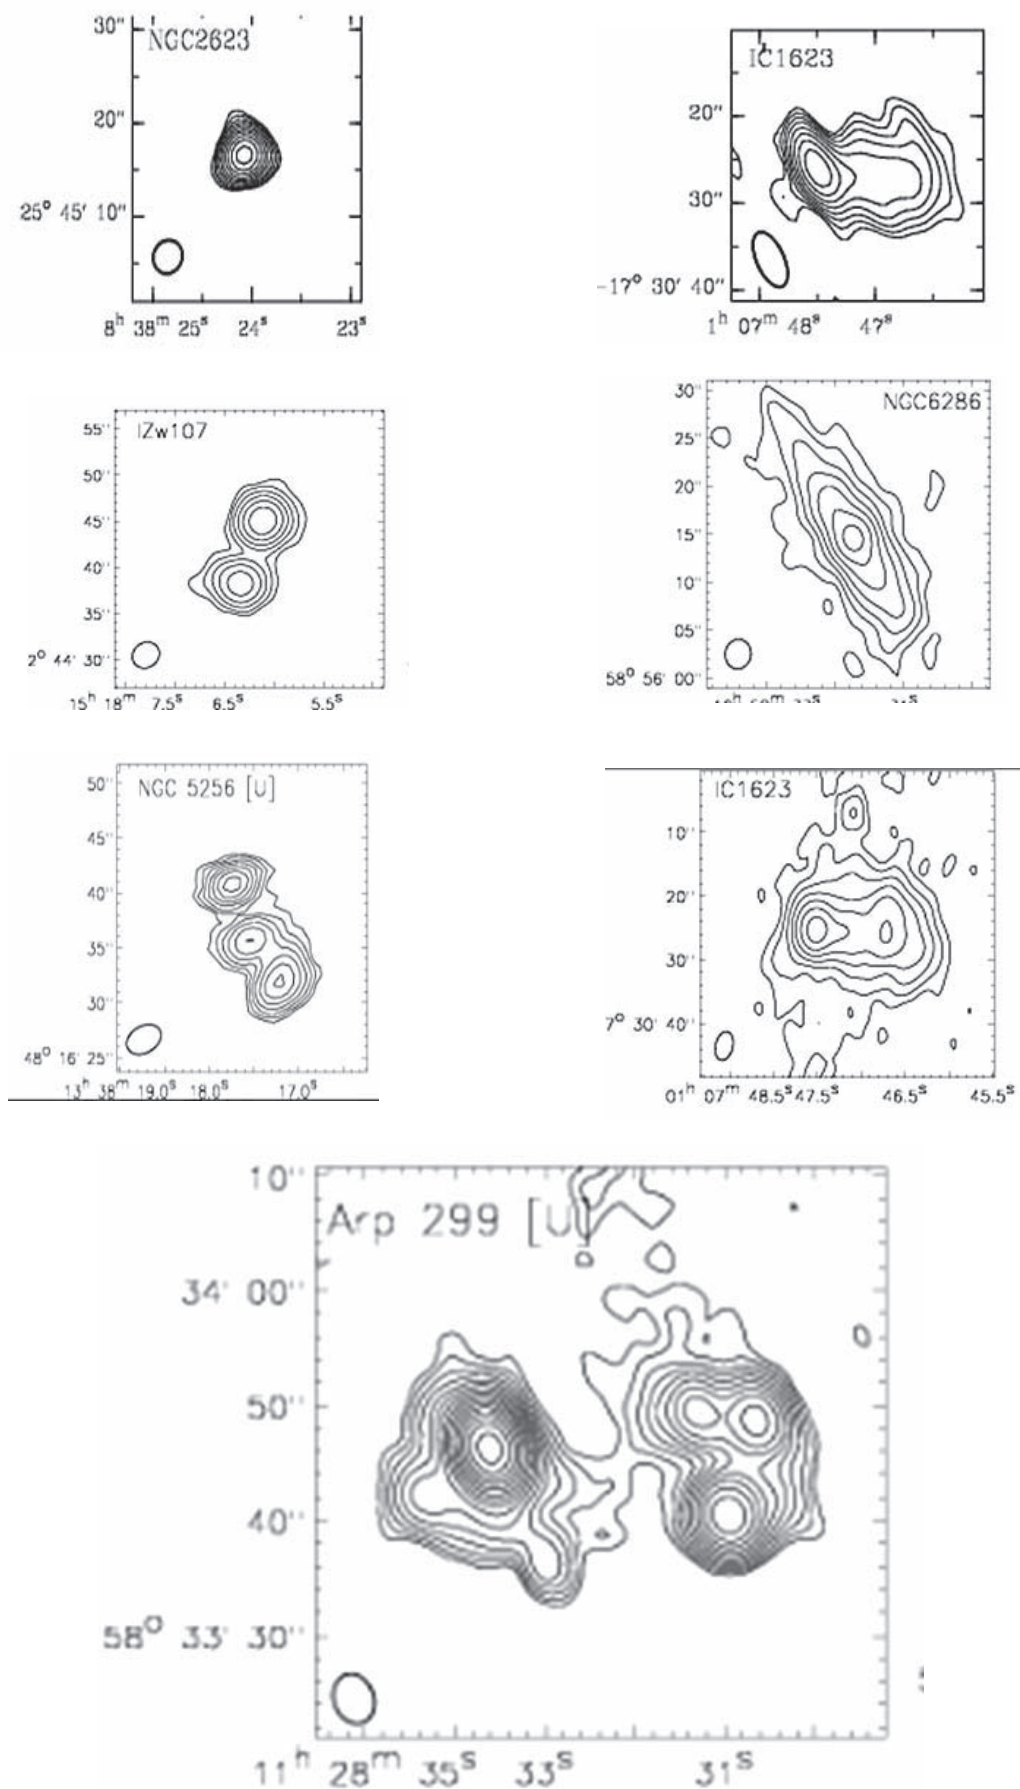 30"
NGC2623
20"
25° 45' 10"
8ʰ 38ᵐ 25ˢ 24ˢ 23ˢ
IC1623
20"
30"
-17° 30' 40"
1ʰ 07ᵐ 48ˢ 47ˢ
55"
IZw107
50"
45"
40"
35"
2° 44' 30"
15ʰ 18ᵐ 7.5ˢ 6.5ˢ 5.5ˢ
30"
NGC6286
25"
20"
15"
10"
05"
58° 56' 00"
50"
NGC 5256 [U]
45"
40"
35"
30"
48° 16' 25"
13ʰ 38ᵐ 19.0ˢ 18.0ˢ 17.0ˢ
IC1623
10"
20"
30"
7° 30' 40"
01ʰ 07ᵐ 48.5ˢ 47.5ˢ 46.5ˢ 45.5ˢ
10"
Arp 299 [U]
34' 00"
50"
40"
58° 33' 30"
11ʰ 28ᵐ 35ˢ 33ˢ 31ˢ